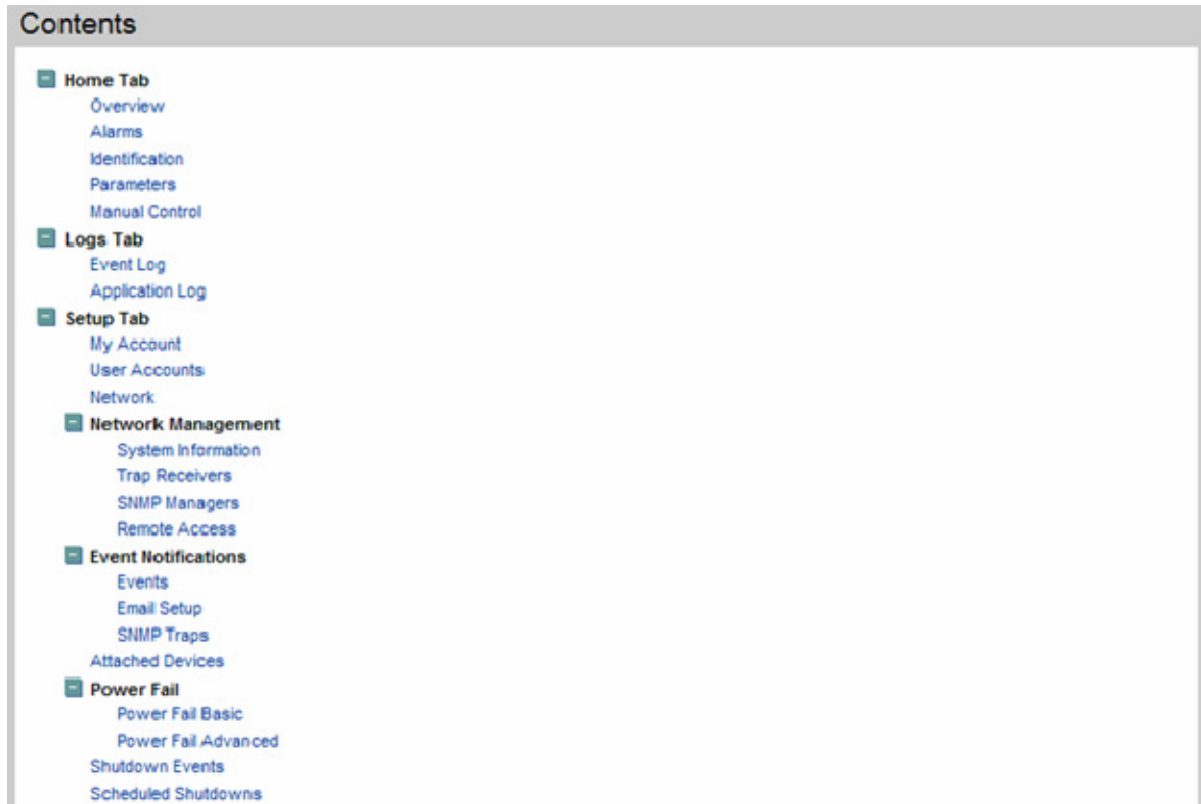 Contents
Home Tab
Overview
Alarms
Identification
Parameters
Manual Control
Logs Tab
Event Log
Application Log
Setup Tab
My Account
User Accounts
Network
Network Management
System Information
Trap Receivers
SNMP Managers
Remote Access
Event Notifications
Events
Email Setup
SNMP Traps
Attached Devices
Power Fail
Power Fail Basic
Power Fail Advanced
Shutdown Events
Scheduled Shutdowns